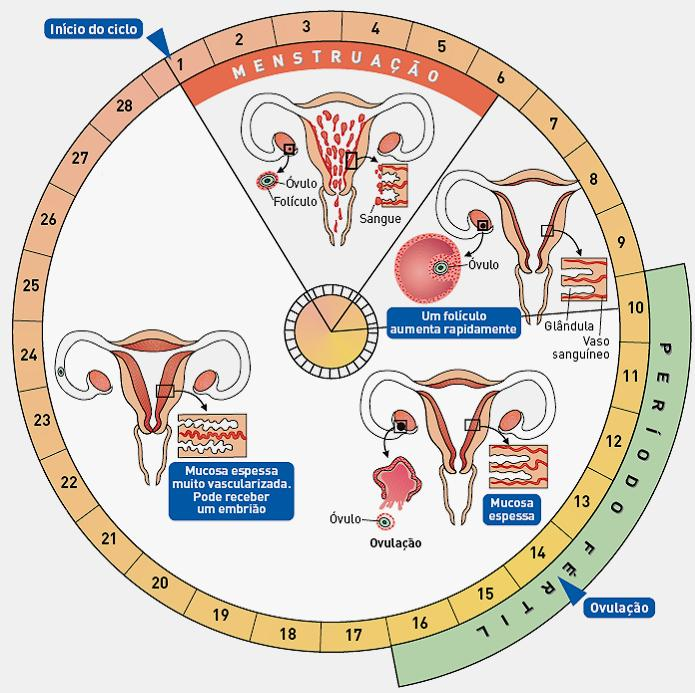 Início do ciclo
1
2
3
4
5
6
7
8
9
10
11
12
13
14
15
16
17
18
19
20
21
22
23
24
25
26
27
28
MENSTRUAÇÃO
Óvulo
Folículo
Sangue
Óvulo
Um folículo
aumenta rapidamente
Glândula
Vaso
sanguíneo
PERÍODO FÉRTIL
Mucosa espessa
muito vascularizada.
Pode receber
um embrião
Mucosa
espessa
Óvulo
Ovulação
Ovulação